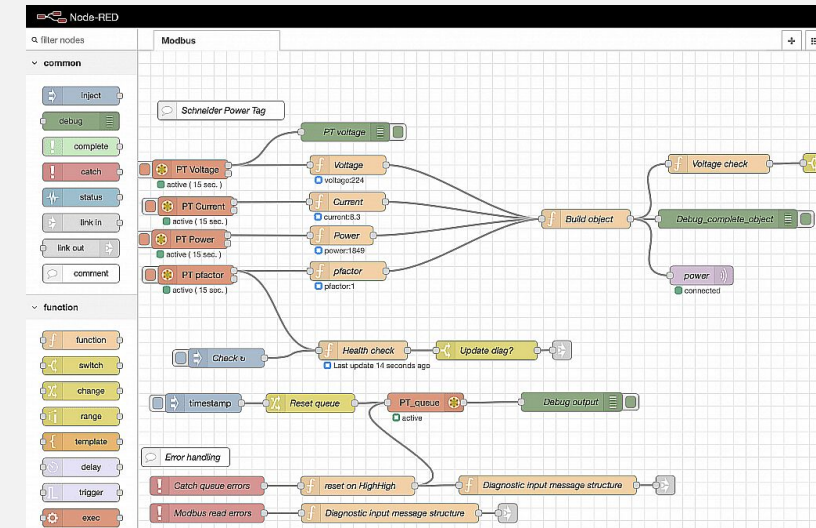 Node-RED
filter nodes
common
inject
debug
complete
catch
status
link in
link out
comment
function
function
switch
change
range
template
delay
trigger
exec
Modbus
Schneider Power Tag
PT voltage
PT Voltage
active ( 15 sec. )
Voltage
voltage:224
Voltage check
PT Current
active ( 15 sec. )
Current
current:8.3
Build object
Debug_complete_object
PT Power
active ( 15 sec. )
Power
power:1849
PT pfactor
active ( 15 sec. )
pfactor
pfactor:1
power
connected
Check ↻
Health check
Last update 14 seconds ago
Update diag?
timestamp
Reset queue
PT_queue
active
Debug output
Error handling
Catch queue errors
reset on HighHigh
Diagnostic input message structure
Modbus read errors
Diagnostic input message structure